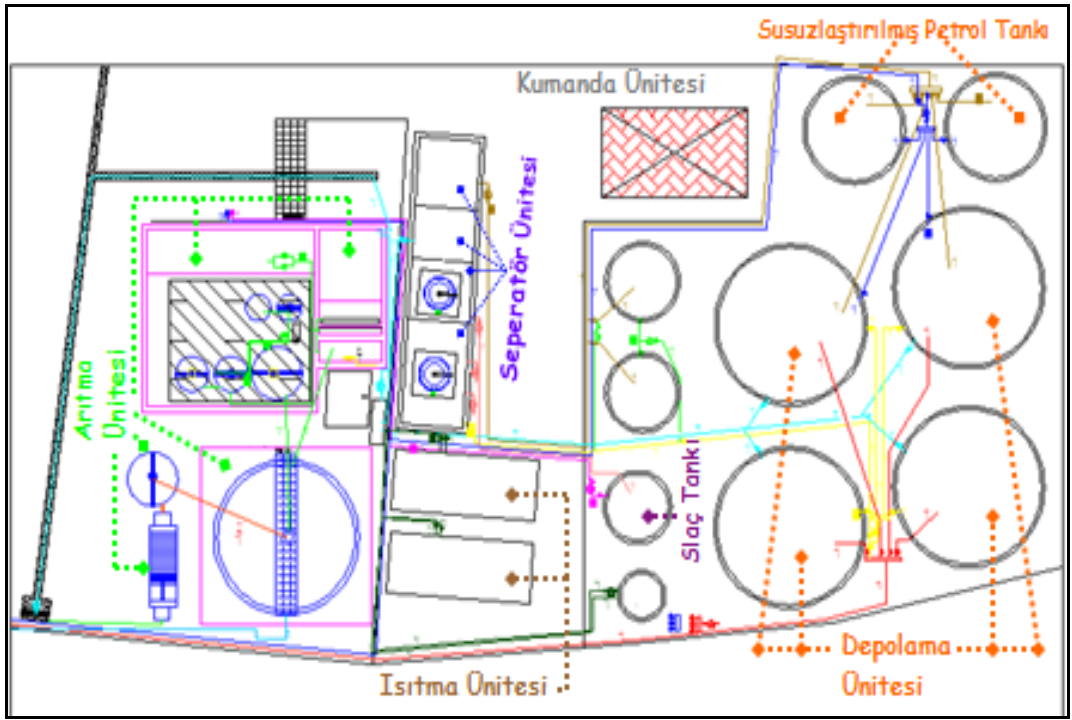 Susuzlaştırılmış Petrol Tankı
Kumanda Ünitesi
Seperatör Ünitesi
Arıtma
Ünitesi
Slaç Tankı
Depolama
Ünitesi
Isıtma Ünitesi